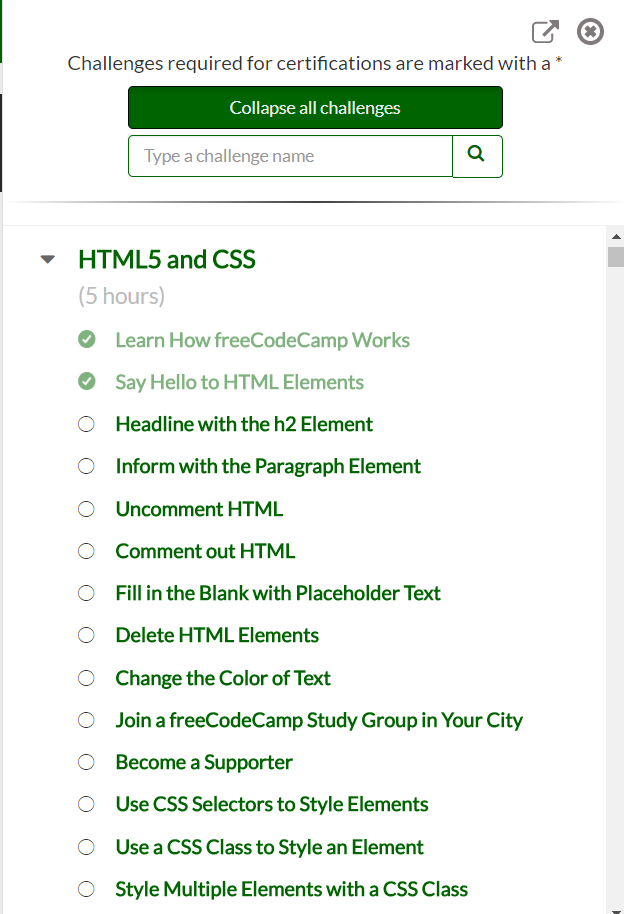 Challenges required for certifications are marked with a *
Collapse all challenges
Type a challenge name
HTML5 and CSS
(5 hours)
Learn How freeCodeCamp Works
Say Hello to HTML Elements
Headline with the h2 Element
Inform with the Paragraph Element
Uncomment HTML
Comment out HTML
Fill in the Blank with Placeholder Text
Delete HTML Elements
Change the Color of Text
Join a freeCodeCamp Study Group in Your City
Become a Supporter
Use CSS Selectors to Style Elements
Use a CSS Class to Style an Element
Style Multiple Elements with a CSS Class